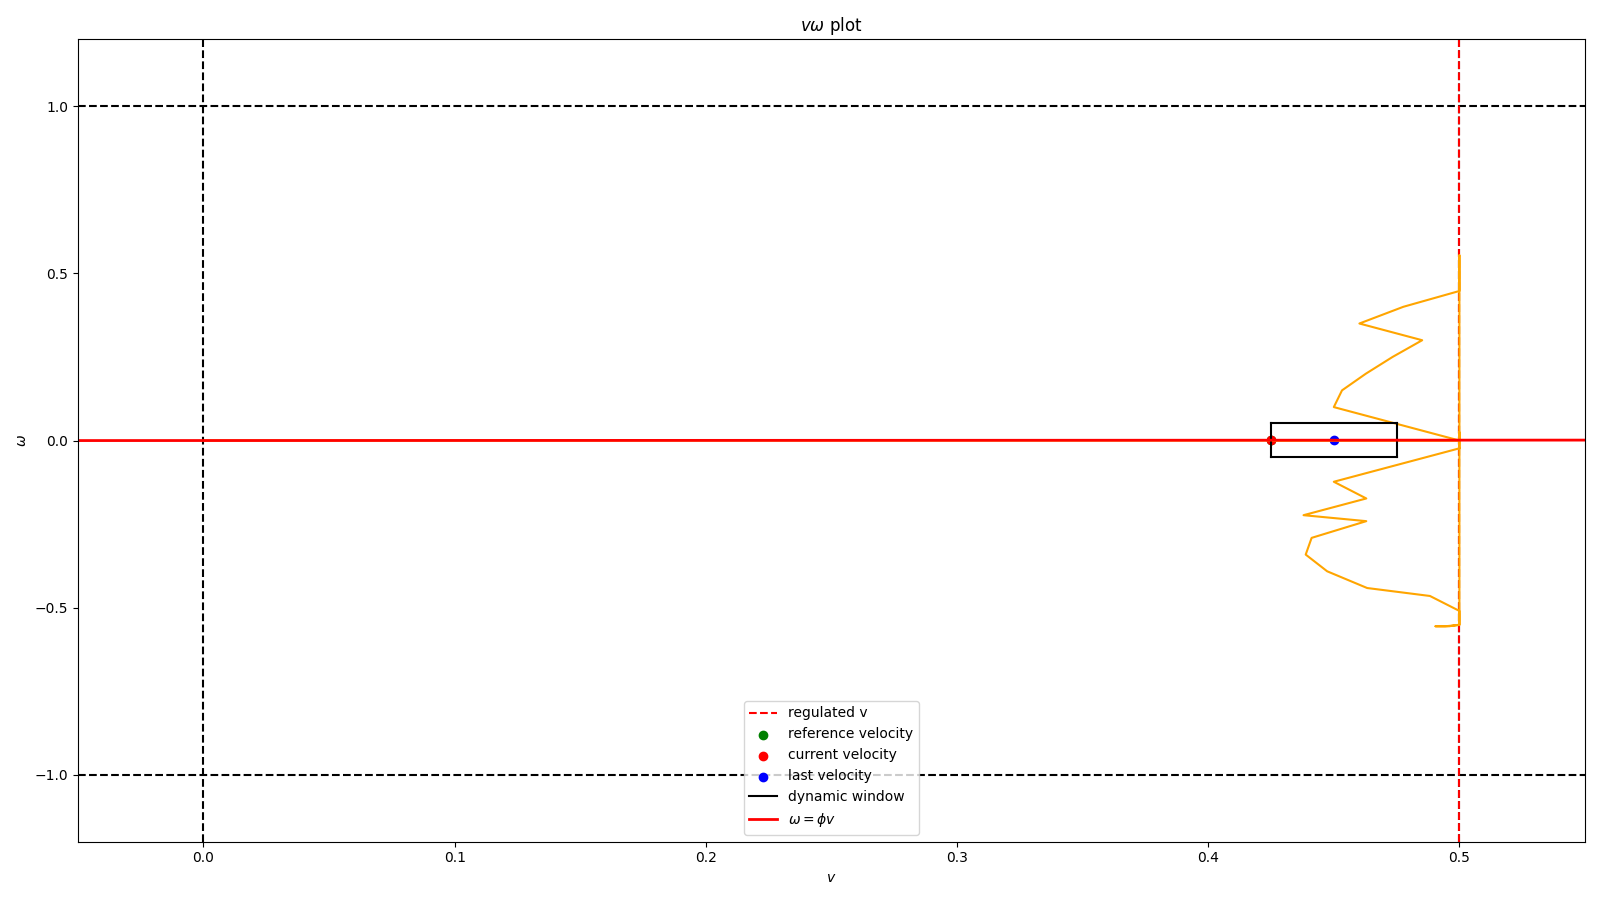 vω plot
1.0
0.5
0.0
−0.5
−1.0
ω
0.0 0.1 0.2 0.3 0.4 0.5
v
regulated v
reference velocity
current velocity
last velocity
dynamic window
ω = ϕv